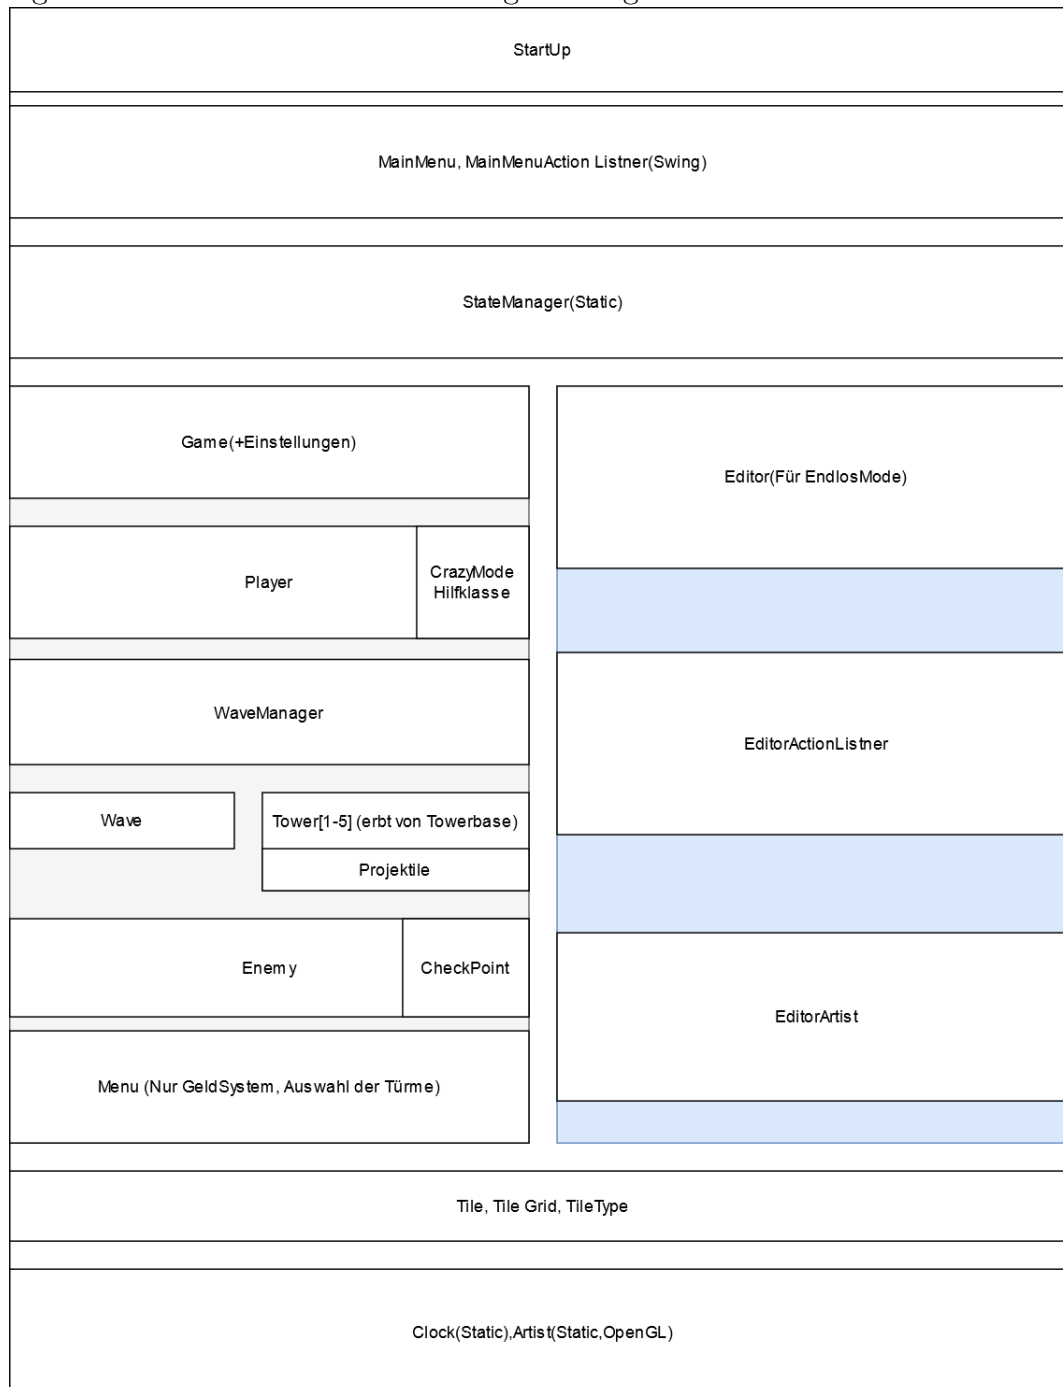 StartUp
MainMenu, MainMenuAction Listner(Swing)
StateManager(Static)
Game(+Einstellungen)
Player
CrazyMode
Hilfklasse
WaveManager
Wave
Tower[1-5] (erbt von Towerbase)
Projektile
Enemy
CheckPoint
Menu (Nur GeldSystem, Auswahl der Türme)
Editor(Für EndlosMode)
EditorActionListner
EditorArtist
Tile, Tile Grid, TileType
Clock(Static),Artist(Static,OpenGL)